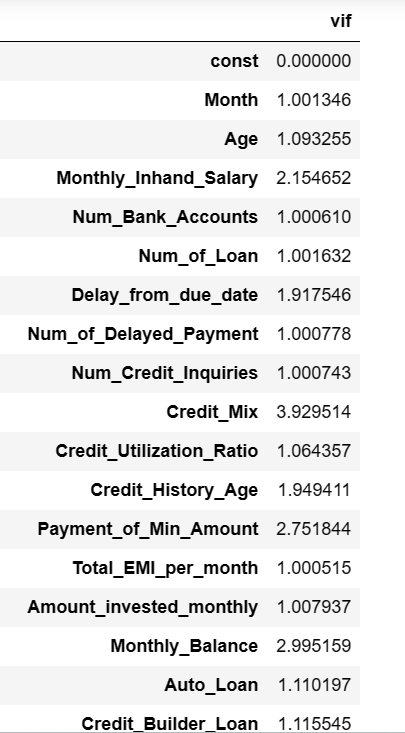 vif
const 0.000000
Month 1.001346
Age 1.093255
Monthly_Inhand_Salary 2.154652
Num_Bank_Accounts 1.000610
Num_of_Loan 1.001632
Delay_from_due_date 1.917546
Num_of_Delayed_Payment 1.000778
Num_Credit_Inquiries 1.000743
Credit_Mix 3.929514
Credit_Utilization_Ratio 1.064357
Credit_History_Age 1.949411
Payment_of_Min_Amount 2.751844
Total_EMI_per_month 1.000515
Amount_invested_monthly 1.007937
Monthly_Balance 2.995159
Auto_Loan 1.110197
Credit_Builder_Loan 1.115545